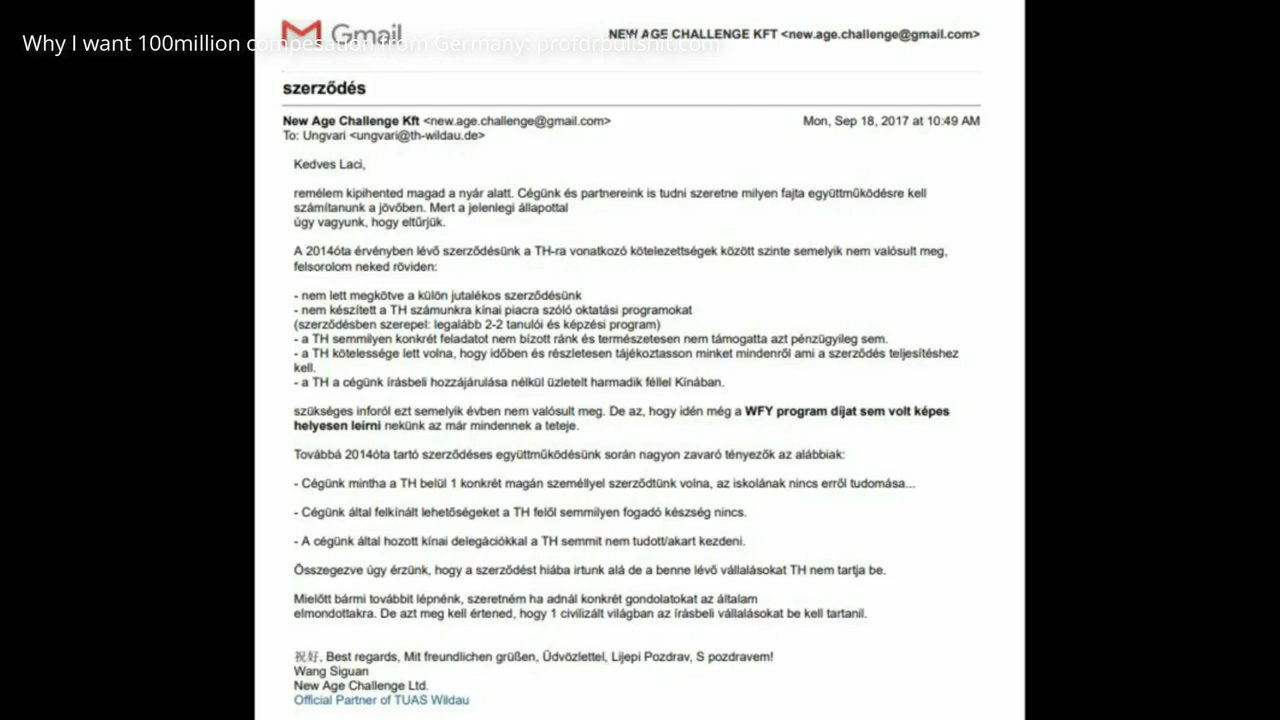 Why I want 100million compesation from Germany: profdrbullshit.com
Gmail
NEW AGE CHALLENGE KFT <new.age.challenge@gmail.com>
szerződés
New Age Challenge Kft <new.age.challenge@gmail.com>
Mon, Sep 18, 2017 at 10:49 AM
To: Ungvari <ungvari@th-wildau.de>
Kedves Laci,
remélem kipihented magad a nyár alatt. Cégünk és partnereink is tudni szeretne milyen fajta együttműködésre kell
számítanunk a jövőben. Mert a jelenlegi állapottal
úgy vagyunk, hogy eltűrjük.
A 2014óta érvényben lévő szerződésünk a TH-ra vonatkozó kötelezettségek között szinte semelyik nem valósult meg,
felsorolom neked röviden:
- nem lett megkötve a külön jutalékos szerződésünk
- nem készített a TH számunkra kínai piacra szóló oktatási programokat
(szerződésben szerepel: legalább 2-2 tanulói és képzési program)
- a TH semmilyen konkrét feladatot nem bízott ránk és természetesen nem támogatta azt pénzügyileg sem.
- a TH kötelessége lett volna, hogy időben és részletesen tájékoztasson minket mindenről ami a szerződés teljesítéshez
kell.
- a TH a cégünk írásbeli hozzájárulása nélkül üzletelt harmadik féllel Kínában.
szükséges inforól ezt semelyik évben nem valósult meg. De az, hogy idén még a WFY program díjat sem volt képes
helyesen leírni nekünk az már mindennek a teteje.
Továbbá 2014óta tartó szerződéses együttműködésünk során nagyon zavaró tényezők az alábbiak:
- Cégünk mintha a TH belül 1 konkrét magán személlyel szerződtünk volna, az iskolának nincs erről tudomása...
- Cégünk által felkínált lehetőségeket a TH felől semmilyen fogadó készség nincs.
- A cégünk által hozott kínai delegációkkal a TH semmit nem tudott/akart kezdeni.
Összegezve úgy érzünk, hogy a szerződést hiába irtunk alá de a benne lévő vállalásokat TH nem tartja be.
Mielőtt bármi továbbit lépnénk, szeretném ha adnál konkrét gondolatokat az általam
elmondottakra. De azt meg kell értened, hogy 1 civilizált világban az írásbeli vállalásokat be kell tartanil.
祝好, Best regards, Mit freundlichen grüßen, Üdvözlettel, Lijepi Pozdrav, S pozdravem!
Wang Siguan
New Age Challenge Ltd.
Official Partner of TUAS Wildau